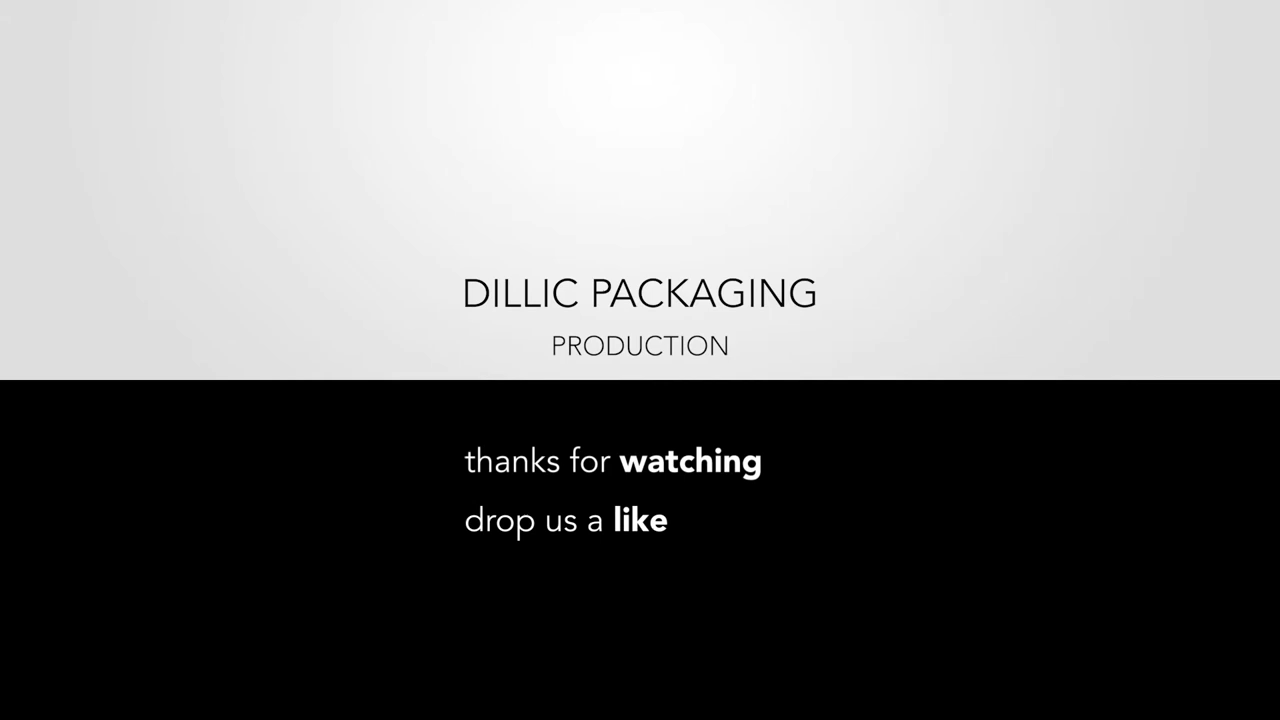 DILLIC PACKAGING
PRODUCTION
thanks for watching
drop us a like